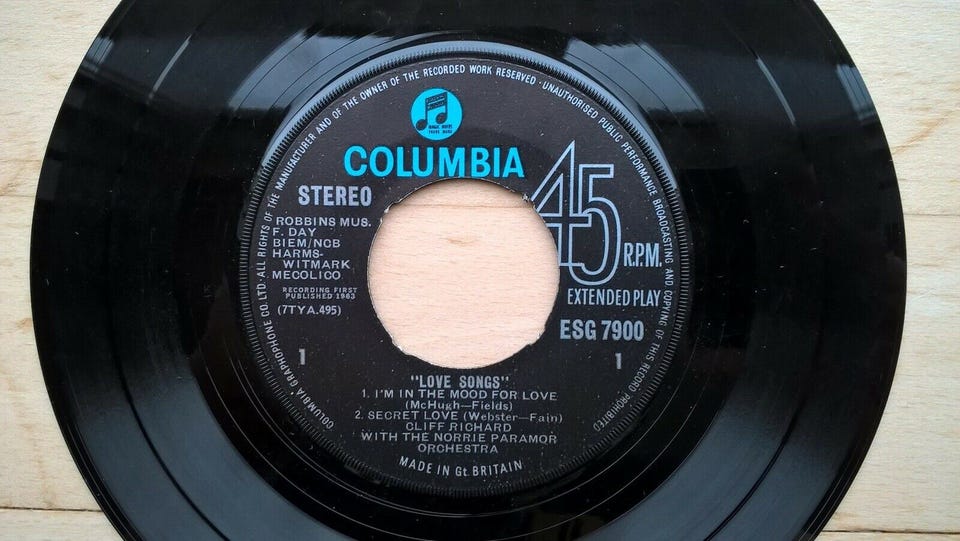 COLUMBIA GRAPHOPHONE CO. LTD·ALL RIGHTS OF THE MANUFACTURER AND OF THE OWNER OF THE RECORDED WORK RESERVED·UNAUTHORISED PUBLIC PERFORMANCE BROADCASTING AND COPYING OF THIS RECORD PROHIBITED
MAGIC NOTES
TRADE MARK
COLUMBIA
STEREO
45
R.P.M.
EXTENDED PLAY
ROBBINS MUS.
F. DAY
BIEM/NCB
HARMS-
WITMARK
MECOLICO
RECORDING FIRST
PUBLISHED 1963
(7TYA.495)
ESG 7900
1
1
"LOVE SONGS"
1. I'M IN THE MOOD FOR LOVE
(McHugh—Fields)
2. SECRET LOVE (Webster—Fain)
CLIFF RICHARD
WITH THE NORRIE PARAMOR
ORCHESTRA
MADE IN Gt. BRITAIN